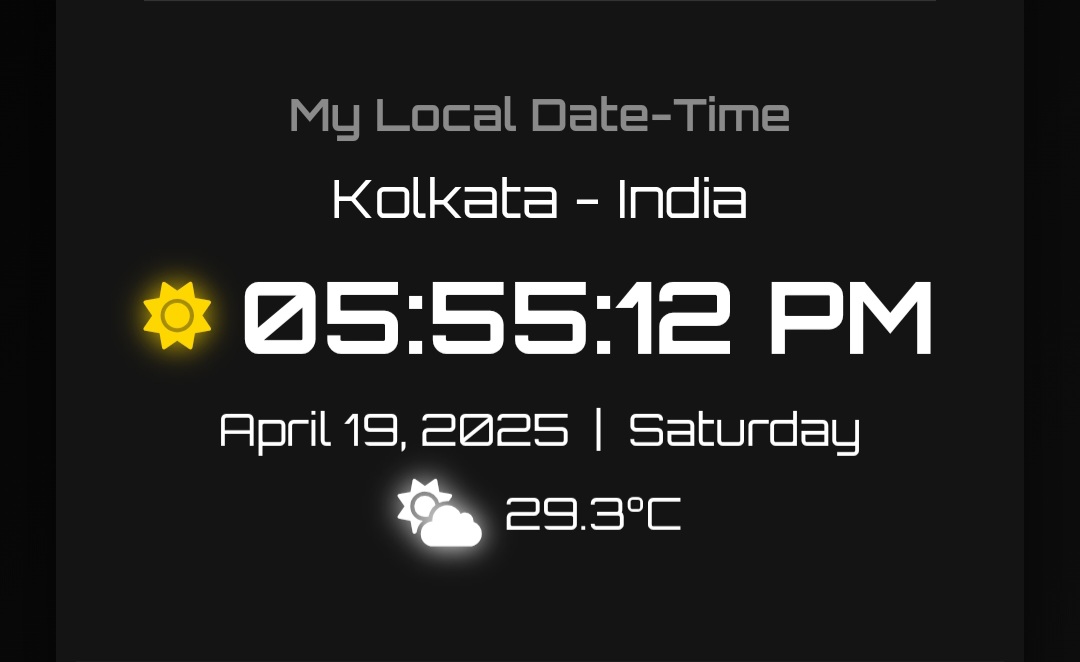 My Local Date-Time
Kolkata - India
05:55:12 PM
April 19, 2025 | Saturday
29.3°C